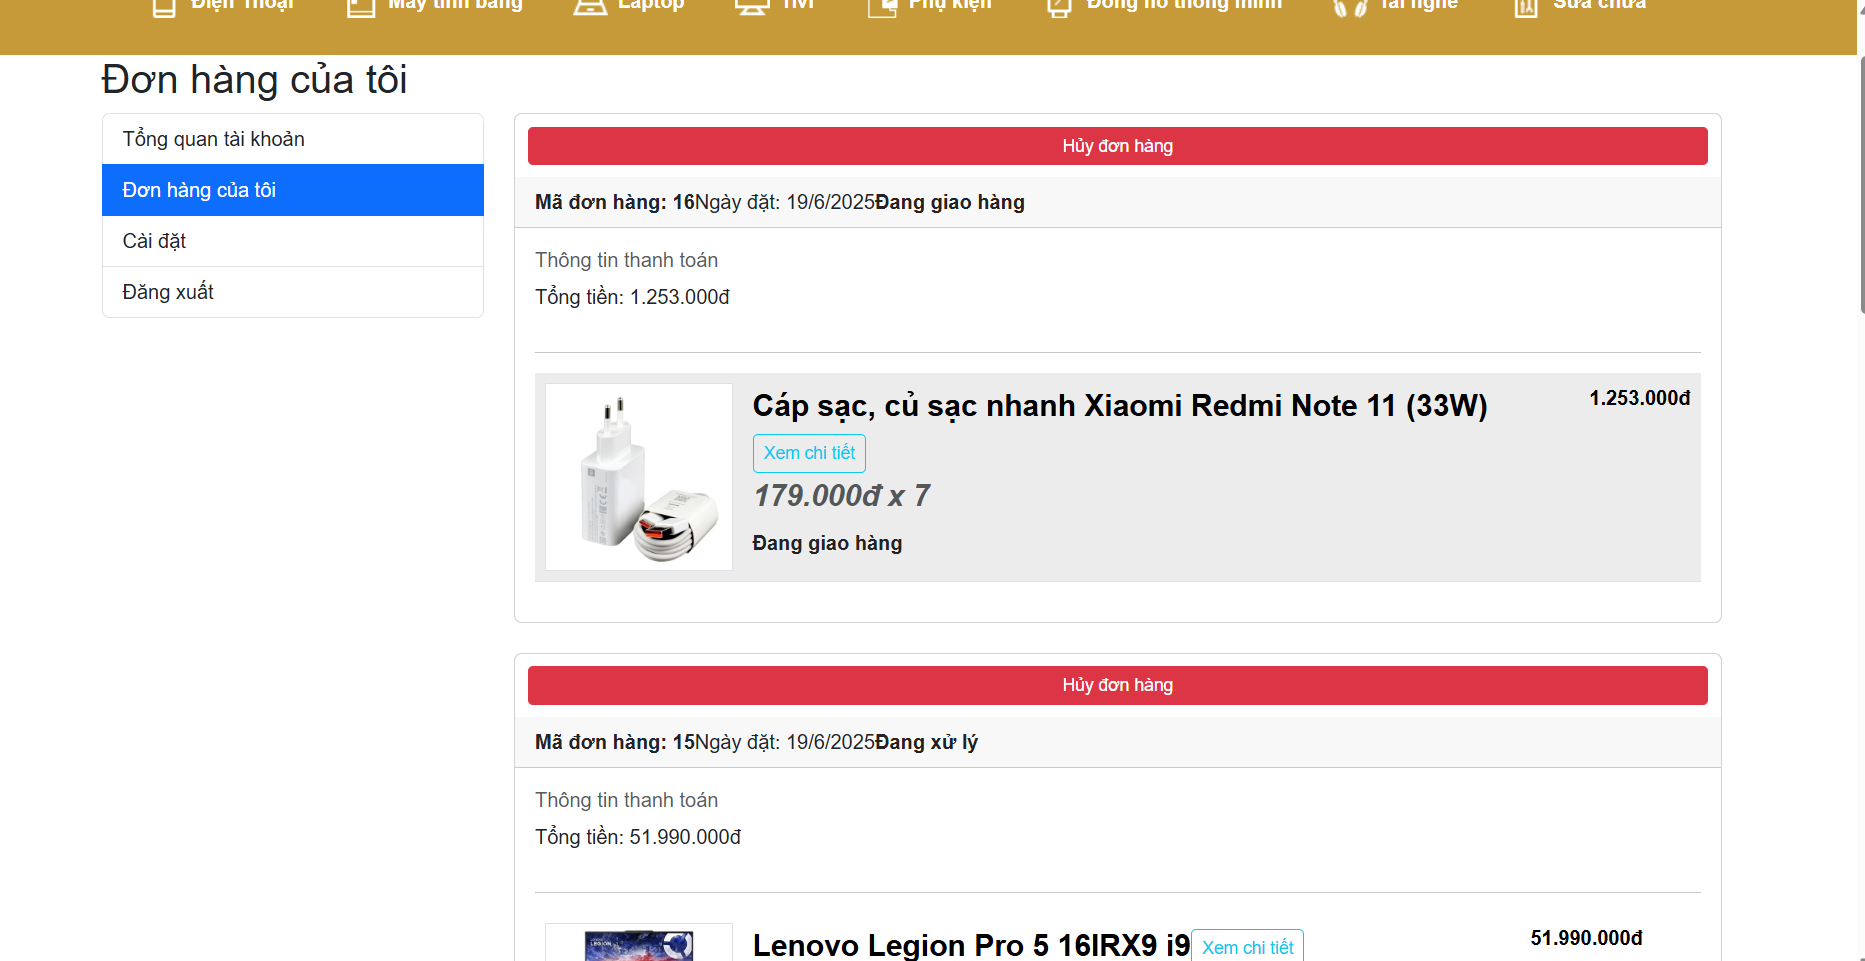 Điện Thoại Máy tính bảng Laptop Tivi Phụ kiện Đồng hồ thông minh Tai nghe Sửa chữa
Đơn hàng của tôi
Tổng quan tài khoản
Đơn hàng của tôi
Cài đặt
Đăng xuất
Hủy đơn hàng
Mã đơn hàng: 16Ngày đặt: 19/6/2025Đang giao hàng
Thông tin thanh toán
Tổng tiền: 1.253.000đ
Cáp sạc, củ sạc nhanh Xiaomi Redmi Note 11 (33W) 1.253.000đ
Xem chi tiết
179.000đ x 7
Đang giao hàng
Hủy đơn hàng
Mã đơn hàng: 15Ngày đặt: 19/6/2025Đang xử lý
Thông tin thanh toán
Tổng tiền: 51.990.000đ
LEGION
Lenovo Legion Pro 5 16IRX9 i9 Xem chi tiết 51.990.000đ